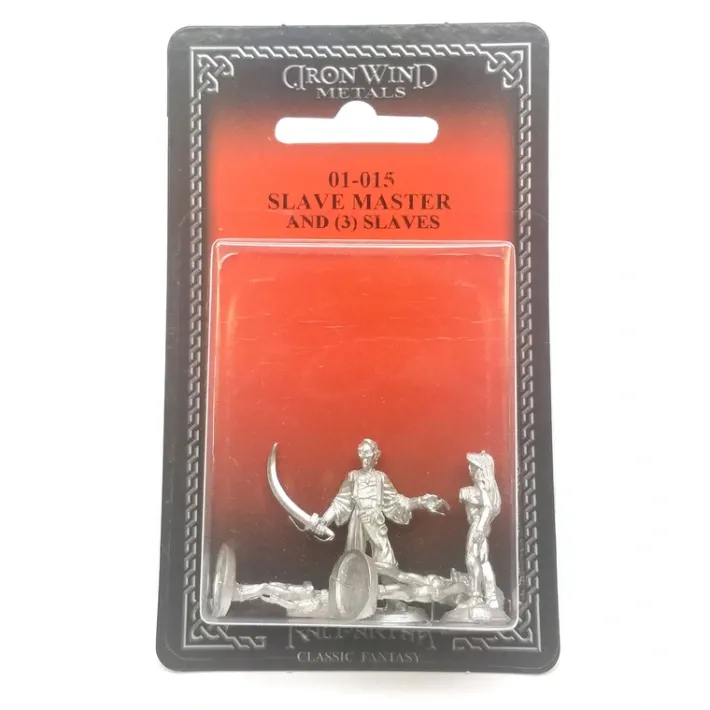 IRON WIND
METALS
01-015
SLAVE MASTER
AND (3) SLAVES
CLASSIC FANTASY